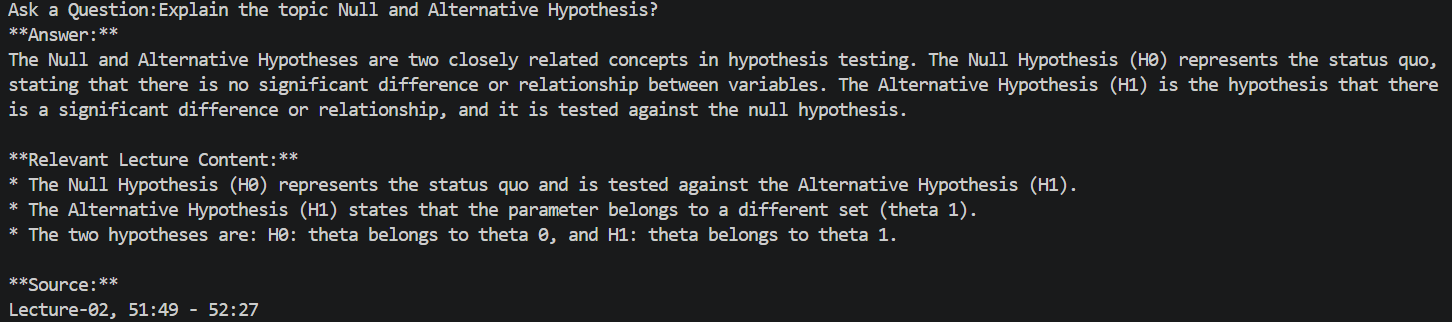 Ask a Question:Explain the topic Null and Alternative Hypothesis?
**Answer:**
The Null and Alternative Hypotheses are two closely related concepts in hypothesis testing. The Null Hypothesis (H0) represents the status quo,
stating that there is no significant difference or relationship between variables. The Alternative Hypothesis (H1) is the hypothesis that there
is a significant difference or relationship, and it is tested against the null hypothesis.

**Relevant Lecture Content:**
* The Null Hypothesis (H0) represents the status quo and is tested against the Alternative Hypothesis (H1).
* The Alternative Hypothesis (H1) states that the parameter belongs to a different set (theta 1).
* The two hypotheses are: H0: theta belongs to theta 0, and H1: theta belongs to theta 1.

**Source:**
Lecture-02, 51:49 - 52:27